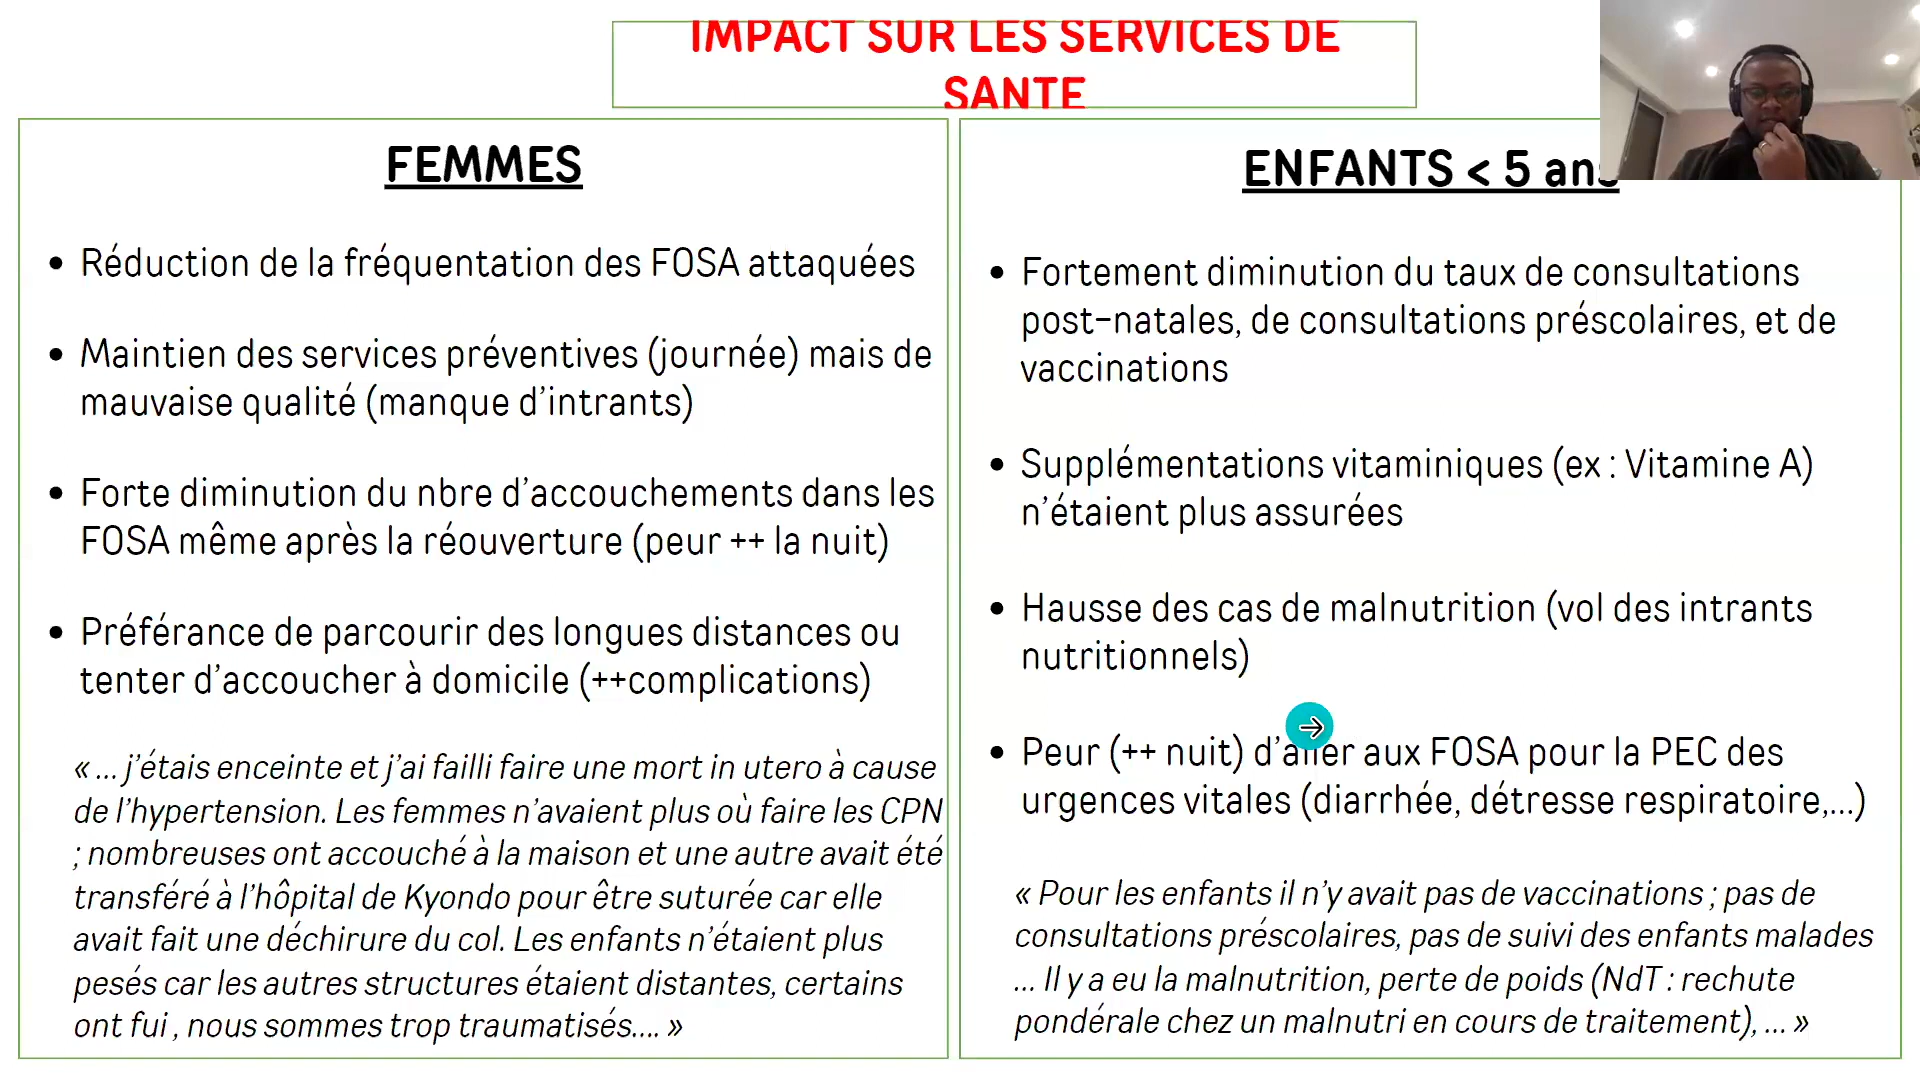 IMPACT SUR LES SERVICES DE
SANTE
FEMMES
• Réduction de la fréquentation des FOSA attaquées
• Maintien des services préventives (journée) mais de
mauvaise qualité (manque d'intrants)
• Forte diminution du nbre d'accouchements dans les
FOSA même après la réouverture (peur ++ la nuit)
• Préférance de parcourir des longues distances ou
tenter d'accoucher à domicile (++complications)
« ... j'étais enceinte et j'ai failli faire une mort in utero à cause
de l'hypertension. Les femmes n'avaient plus où faire les CPN
; nombreuses ont accouché à la maison et une autre avait été
transféré à l'hôpital de Kyondo pour être suturée car elle
avait fait une déchirure du col. Les enfants n'étaient plus
pesés car les autres structures étaient distantes, certains
ont fui , nous sommes trop traumatisés.... »
ENFANTS < 5 ans
• Fortement diminution du taux de consultations
post-natales, de consultations préscolaires, et de
vaccinations
• Supplémentations vitaminiques (ex : Vitamine A)
n'étaient plus assurées
• Hausse des cas de malnutrition (vol des intrants
nutritionnels)
• Peur (++ nuit) d'aller aux FOSA pour la PEC des
urgences vitales (diarrhée, détresse respiratoire,...)
« Pour les enfants il n'y avait pas de vaccinations ; pas de
consultations préscolaires, pas de suivi des enfants malades
... Il y a eu la malnutrition, perte de poids (NdT : rechute
pondérale chez un malnutri en cours de traitement), ... »